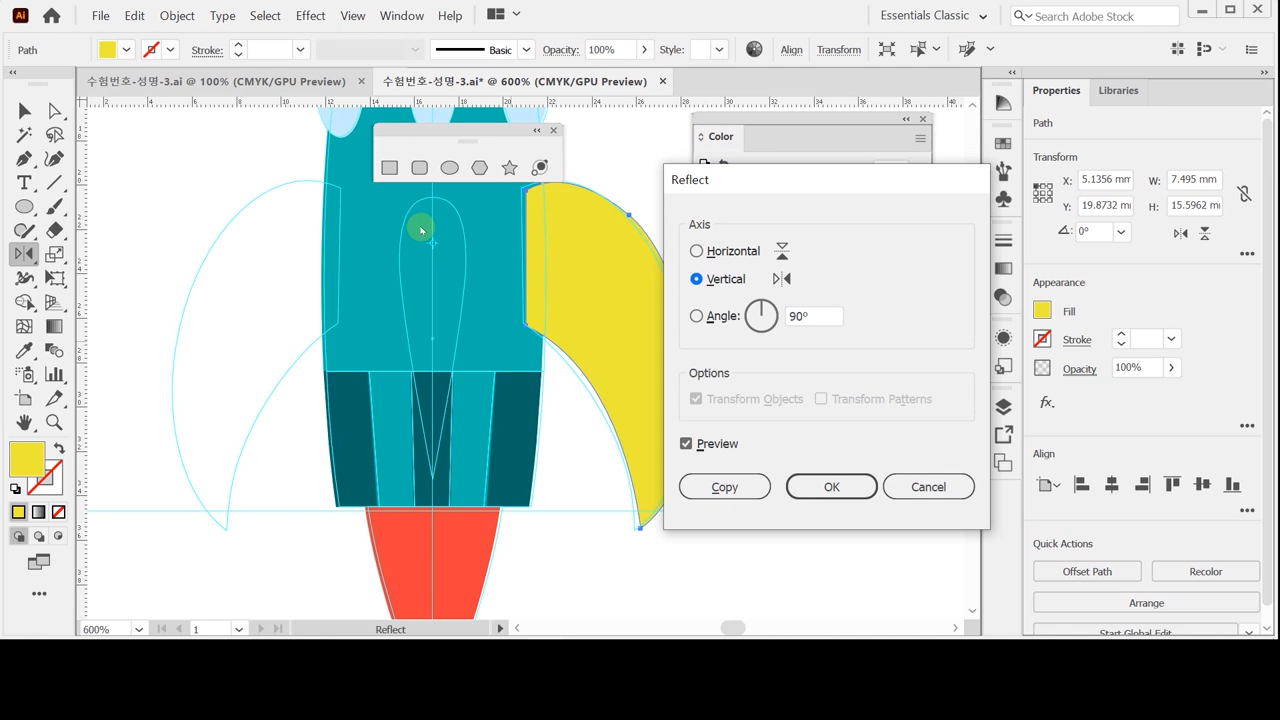 Ai File Edit Object Type Select Effect View Window Help Essentials Classic Search Adobe Stock
Path Stroke: Basic Opacity: 100% Style: Align Transform
수험번호-성명-3.ai @ 100% (CMYK/GPU Preview) 수험번호-성명-3.ai* @ 600% (CMYK/GPU Preview)
Properties Libraries
Path
Transform
X: 5.1356 mm W: 7.495 mm
Y: 19.8732 mm H: 15.5962 mm
0°
Appearance
Fill
Stroke
Opacity 100%
fx.
Align
Quick Actions
Offset Path Recolor
Arrange
Start Global Edit
Color
Reflect
Axis
Horizontal
Vertical
Angle: 90°
Options
Transform Objects Transform Patterns
Preview
Copy OK Cancel
600% 1 Reflect